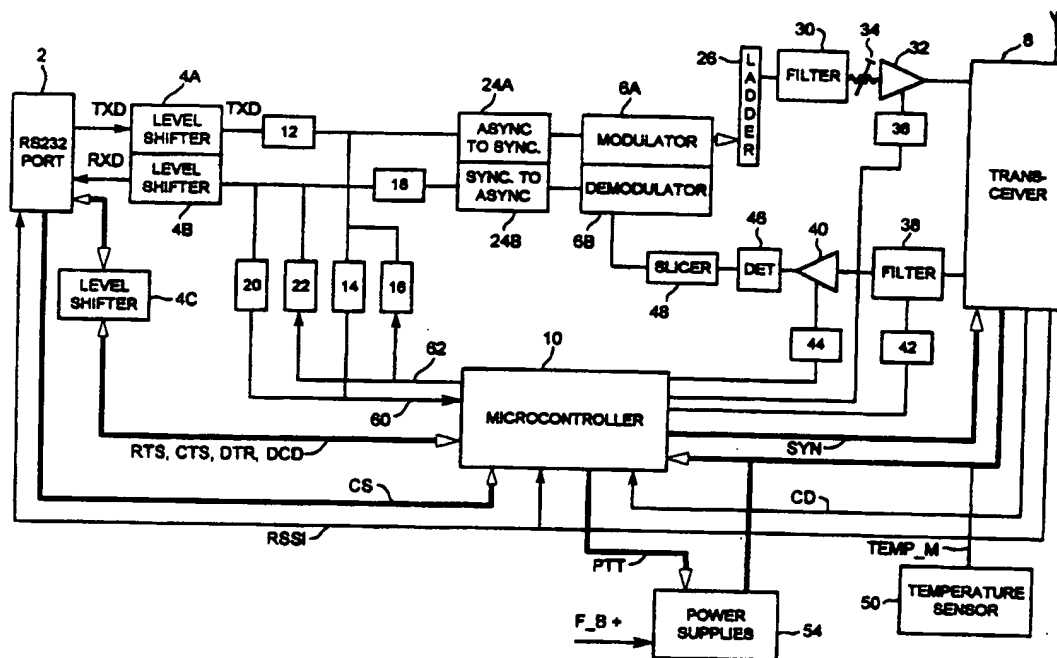 30
34
32
8
2
4A
26
LADDER
FILTER
24A
6A
TXD
TXD
LEVEL SHIFTER
12
ASYNC TO SYNC.
MODULATOR
36
RS232 PORT
RXD
LEVEL SHIFTER
18
SYNC. TO ASYNC
DEMODULATOR
TRANS-CEIVER
4B
24B
6B
46
40
38
LEVEL SHIFTER
4C
20
22
14
16
SLICER
48
DET
FILTER
44
42
62
10
60
MICROCONTROLLER
RTS, CTS, DTR, DCD
SYN
CS
CD
RSSI
PTT
TEMP_M
F_B +
POWER SUPPLIES
54
50
TEMPERATURE SENSOR